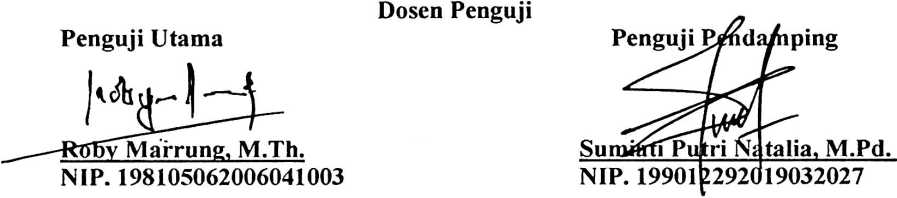 Dosen Penguji
Penguji Utama
Penguji Pendamping
Roby Marrung, M.Th.
Sumiati Putri Natalia, M.Pd.
NIP. 198105062006041003
NIP. 199012292019032027